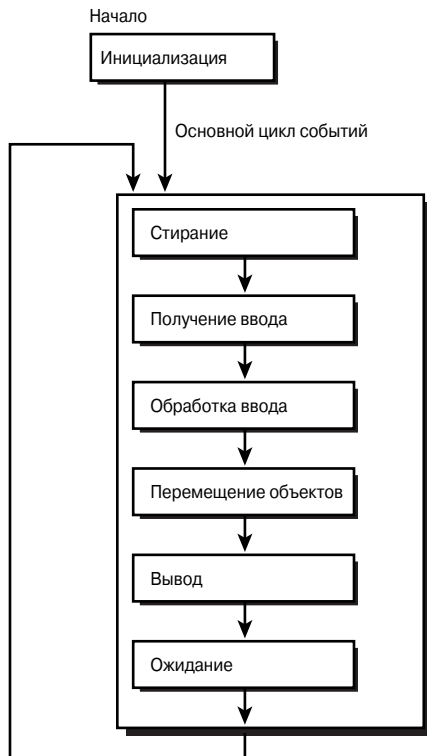 Начало
Инициализация
Основной цикл событий
Стирание
Получение ввода
Обработка ввода
Перемещение объектов
Вывод
Ожидание